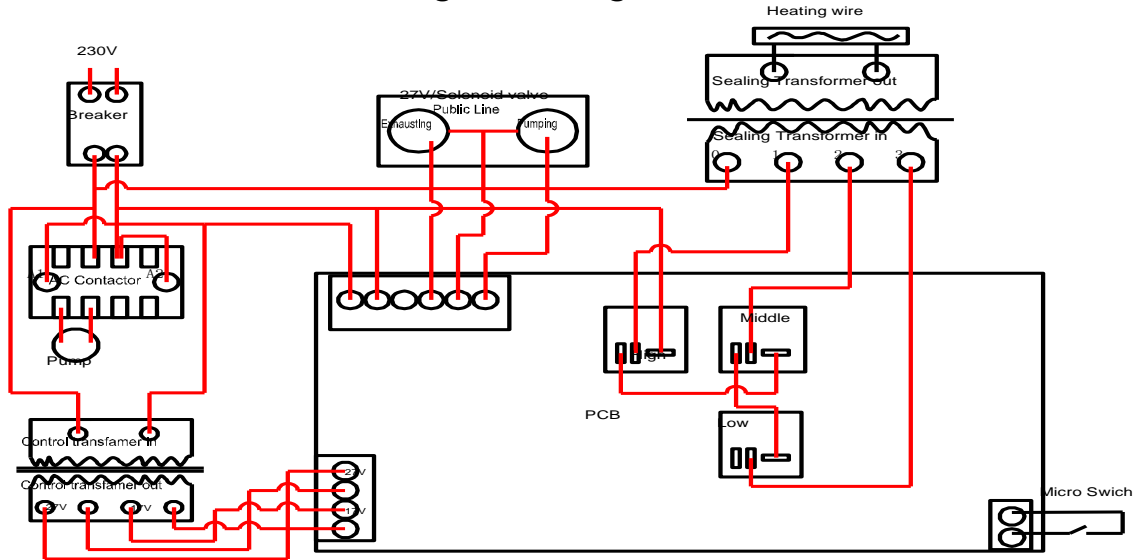 Heating wire
230V
Sealing Transformer out
27V/Selenoid valve
Public Line
Breaker
Exhausting
Pumping
Sealing Transformer in
0 1 2 3
A1
A2
AC Contactor
Middle
High
Pump
PCB
Low
Control transfamer in
27V
Control transfamer out
Micro Swich
27V
17V
17V